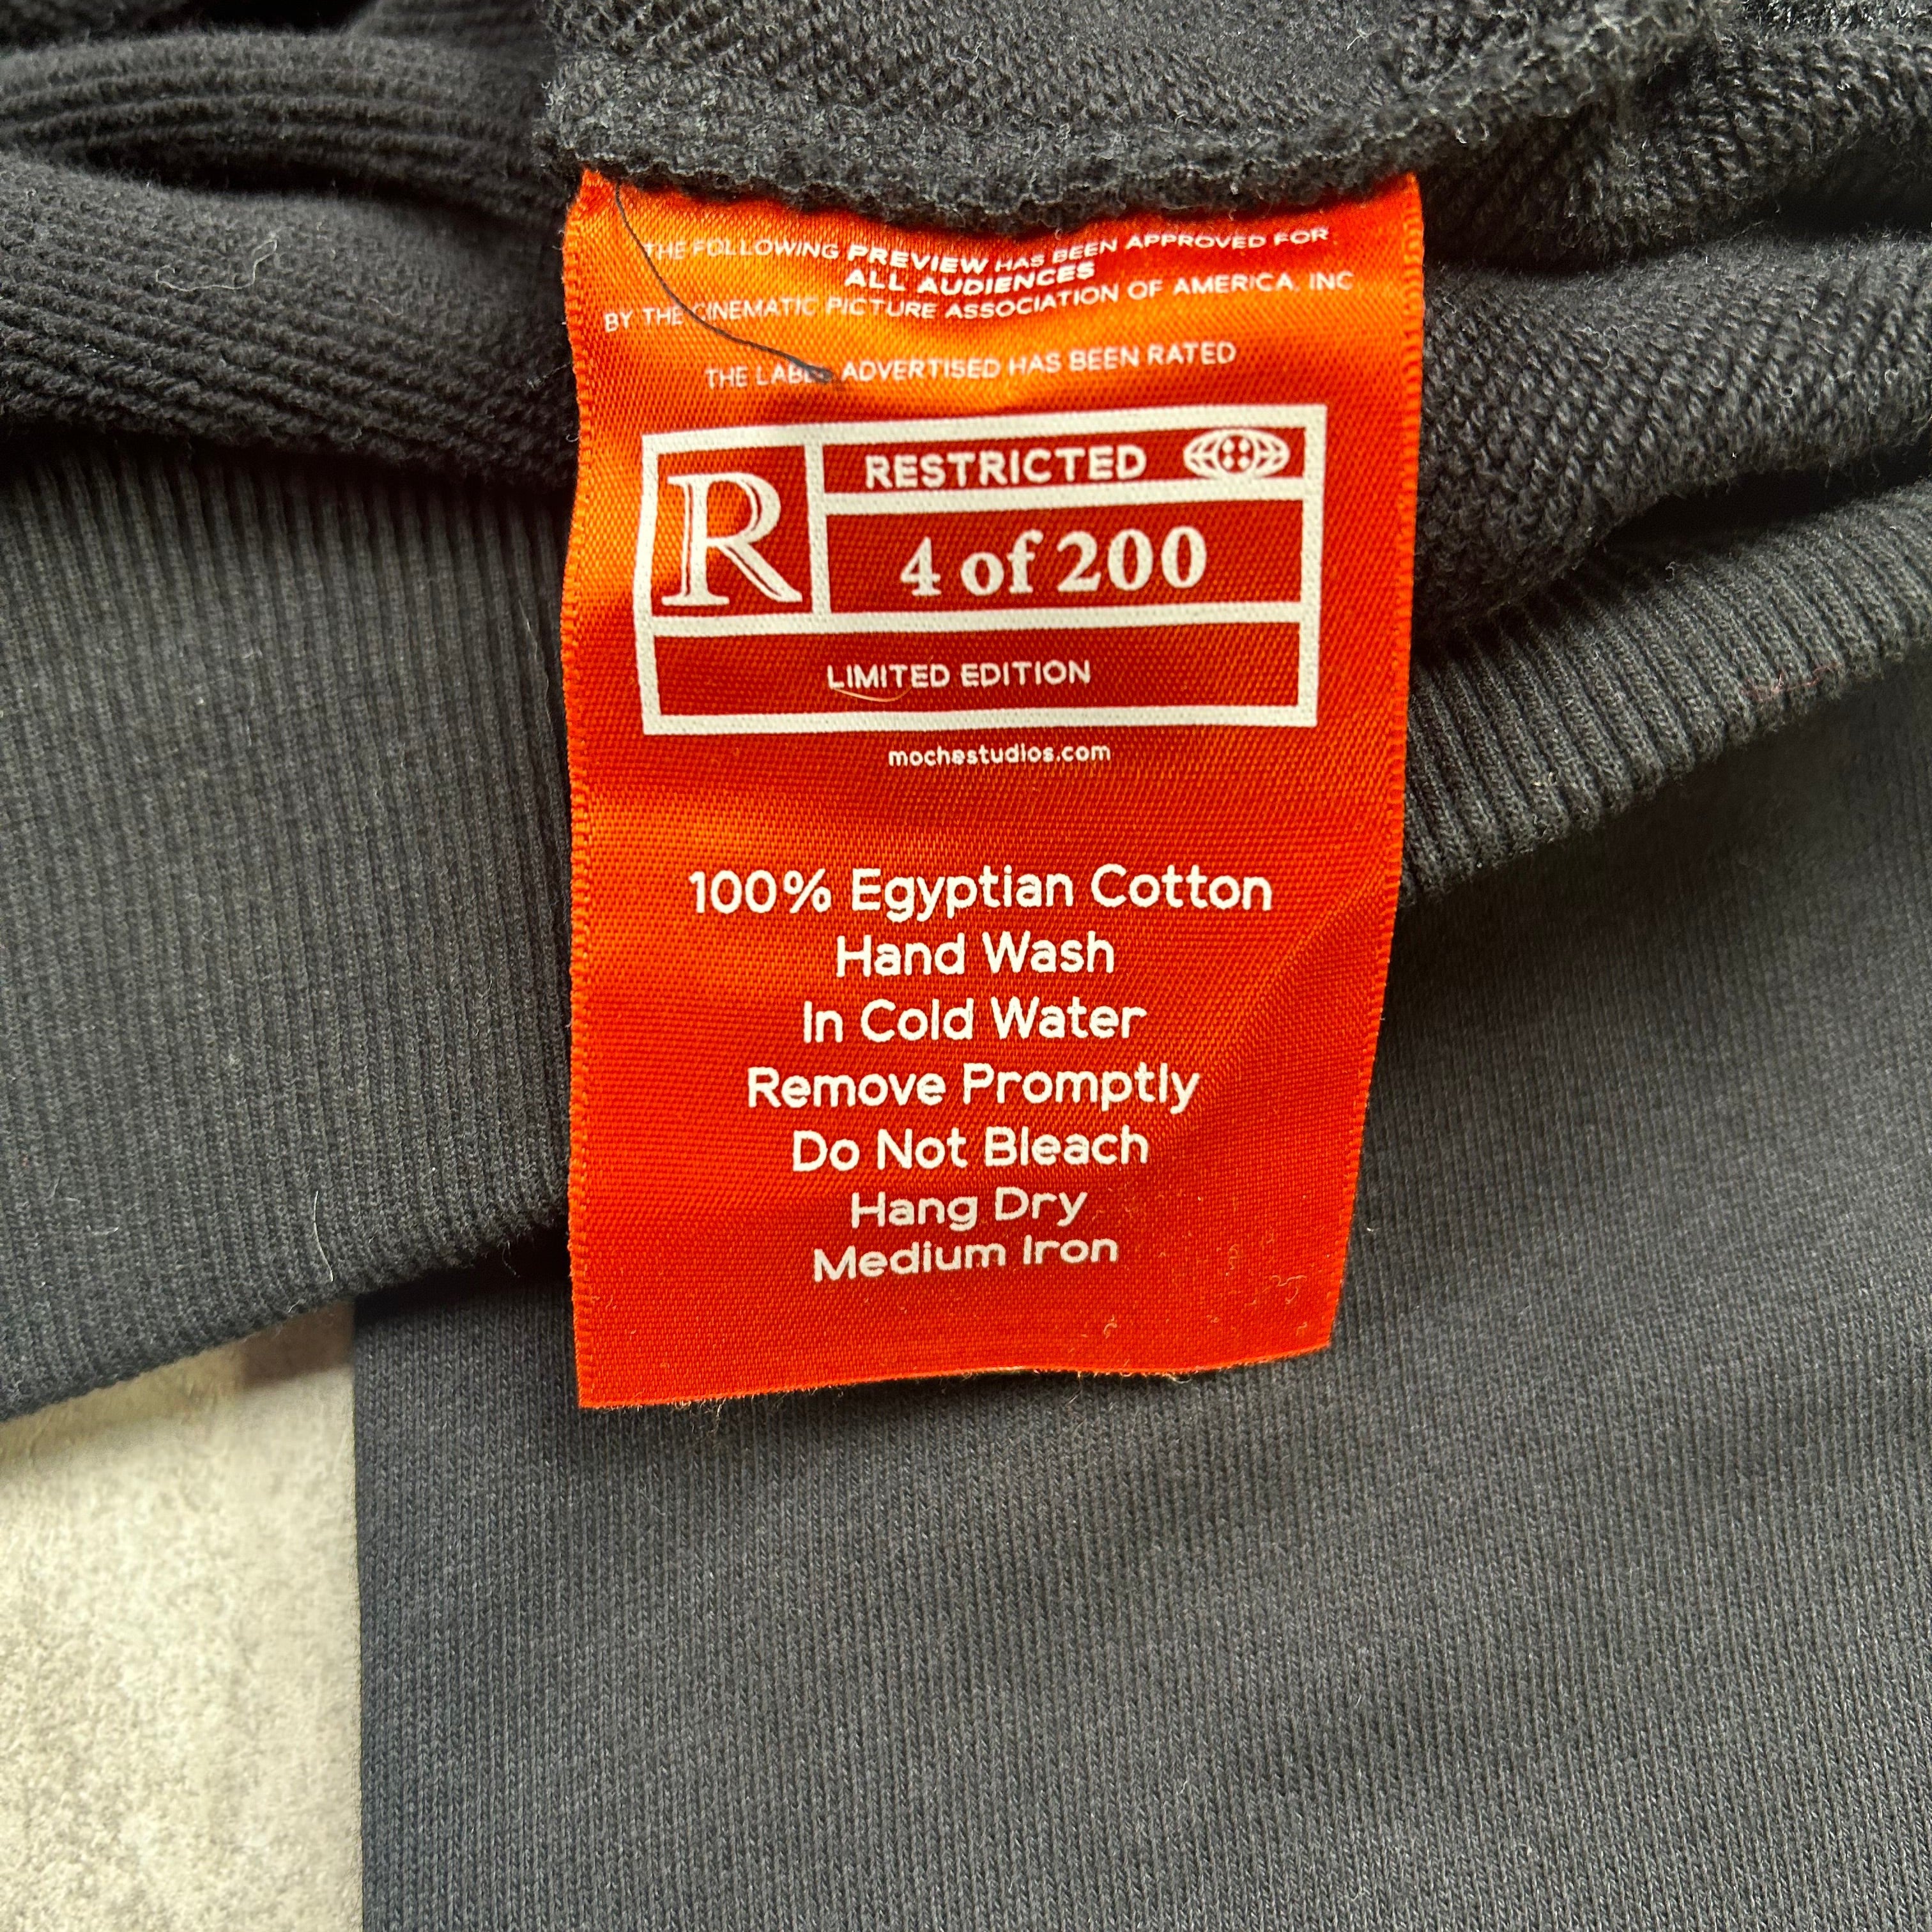 THE FOLLOWING PREVIEW HAS BEEN APPROVED FOR
ALL AUDIENCES
BY THE CINEMATIC PICTURE ASSOCIATION OF AMERICA, INC
THE LABEL ADVERTISED HAS BEEN RATED
R RESTRICTED
4 of 200
LIMITED EDITION
mochestudios.com
100% Egyptian Cotton
Hand Wash
In Cold Water
Remove Promptly
Do Not Bleach
Hang Dry
Medium Iron